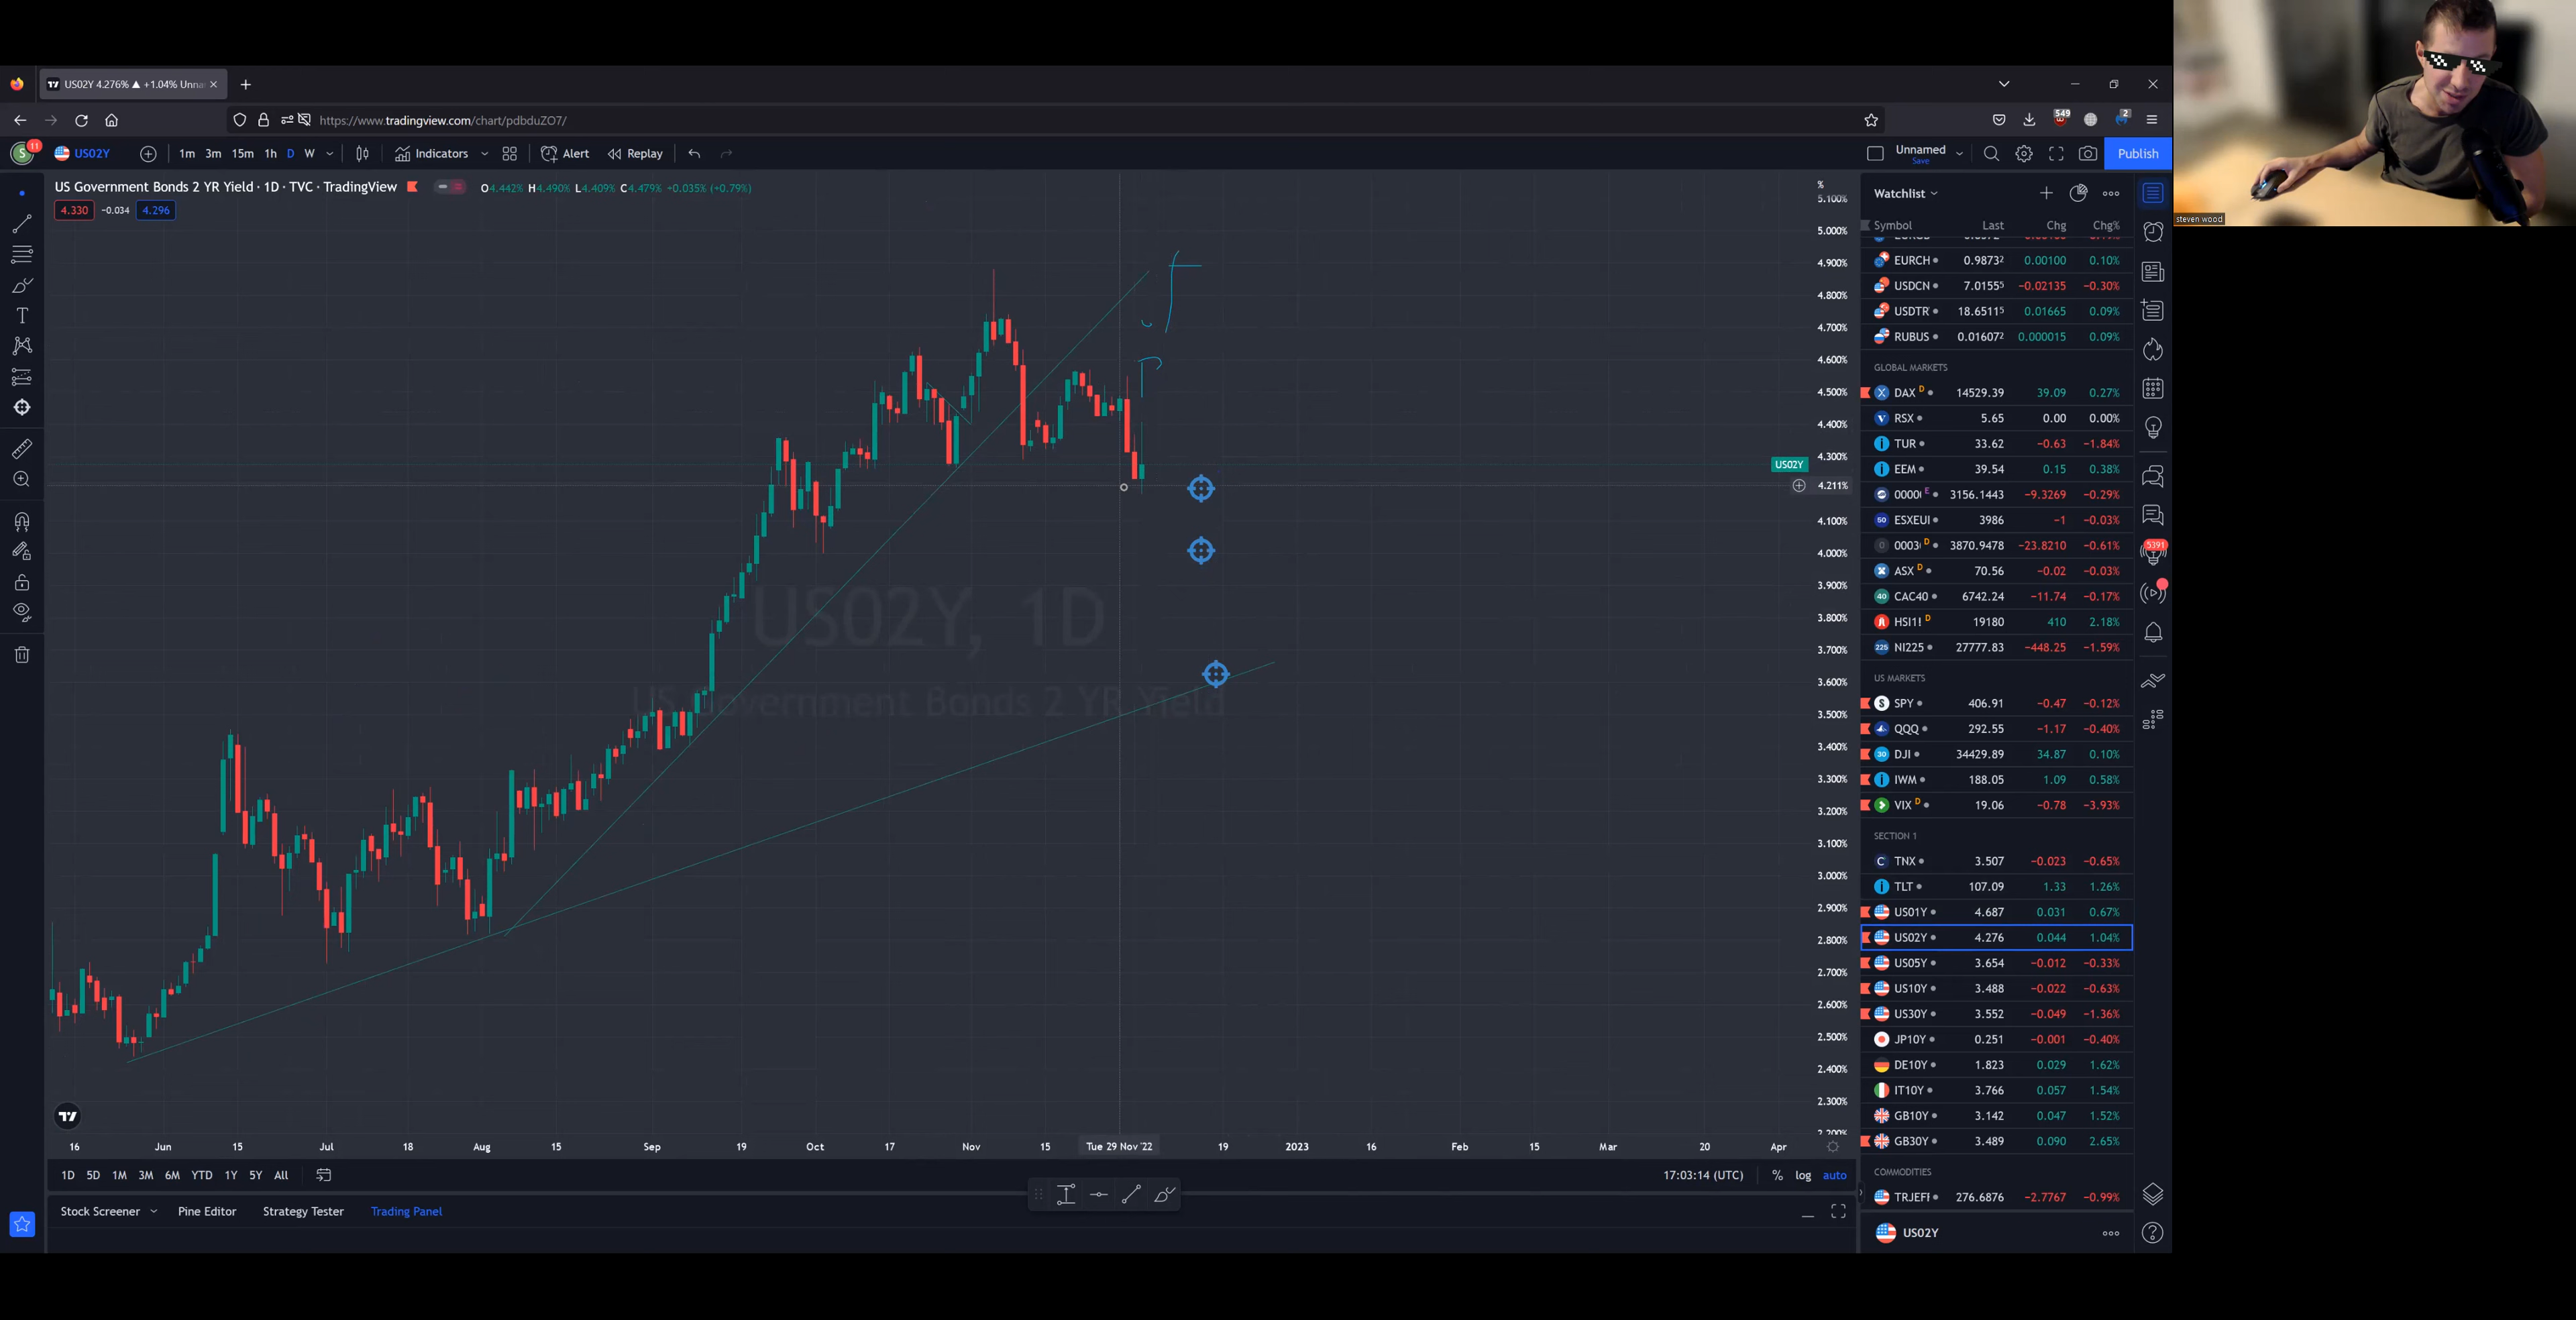 US02Y 4.276% ▲ +1.04% Unna
https://www.tradingview.com/chart/pdbduZO7/
549
2
S
11
US02Y
1m 3m 15m 1h D W
Indicators
Alert
Replay
Unnamed
Save
Publish
US Government Bonds 2 YR Yield · 1D · TVC · TradingView
O4.442% H4.490% L4.409% C4.479% +0.035% (+0.79%)
4.330 −0.034 4.296
steven wood
%
5.100%
5.000%
4.900%
4.800%
4.700%
4.600%
4.500%
4.400%
4.300%
US02Y
4.211%
4.100%
4.000%
3.900%
3.800%
3.700%
3.600%
3.500%
3.400%
3.300%
3.200%
3.100%
3.000%
2.900%
2.800%
2.700%
2.600%
2.500%
2.400%
2.300%
2.200%
US02Y, 1D
US Government Bonds 2 YR Yield
16 Jun 15 Jul 18 Aug 15 Sep 19 Oct 17 Nov 15 Tue 29 Nov '22 19 2023 16 Feb 15 Mar 20 Apr
1D 5D 1M 3M 6M YTD 1Y 5Y All
17:03:14 (UTC) % log auto
Stock Screener Pine Editor Strategy Tester Trading Panel
Watchlist
Symbol Last Chg Chg%
EURCH 0.98732 0.00100 0.10%
USDCN 7.01555 −0.02135 −0.30%
USDTR 18.65115 0.01665 0.09%
RUBUS 0.016072 0.000015 0.09%
GLOBAL MARKETS
DAX D 14529.39 39.09 0.27%
RSX 5.65 0.00 0.00%
TUR 33.62 −0.63 −1.84%
EEM 39.54 0.15 0.38%
0000 E 3156.1443 −9.3269 −0.29%
50 ESXEUI 3986 −1 −0.03%
0003 D 3870.9478 −23.8210 −0.61%
ASX D 70.56 −0.02 −0.03%
40 CAC40 6742.24 −11.74 −0.17%
HSI1! D 19180 410 2.18%
225 NI225 27777.83 −448.25 −1.59%
US MARKETS
SPY 406.91 −0.47 −0.12%
QQQ 292.55 −1.17 −0.40%
30 DJI 34429.89 34.87 0.10%
IWM 188.05 1.09 0.58%
VIX D 19.06 −0.78 −3.93%
SECTION 1
TNX 3.507 −0.023 −0.65%
TLT 107.09 1.33 1.26%
US01Y 4.687 0.031 0.67%
US02Y 4.276 0.044 1.04%
US05Y 3.654 −0.012 −0.33%
US10Y 3.488 −0.022 −0.63%
US30Y 3.552 −0.049 −1.36%
JP10Y 0.251 −0.001 −0.40%
DE10Y 1.823 0.029 1.62%
IT10Y 3.766 0.057 1.54%
GB10Y 3.142 0.047 1.52%
GB30Y 3.489 0.090 2.65%
COMMODITIES
TRJEFF 276.6876 −2.7767 −0.99%
US02Y
5391